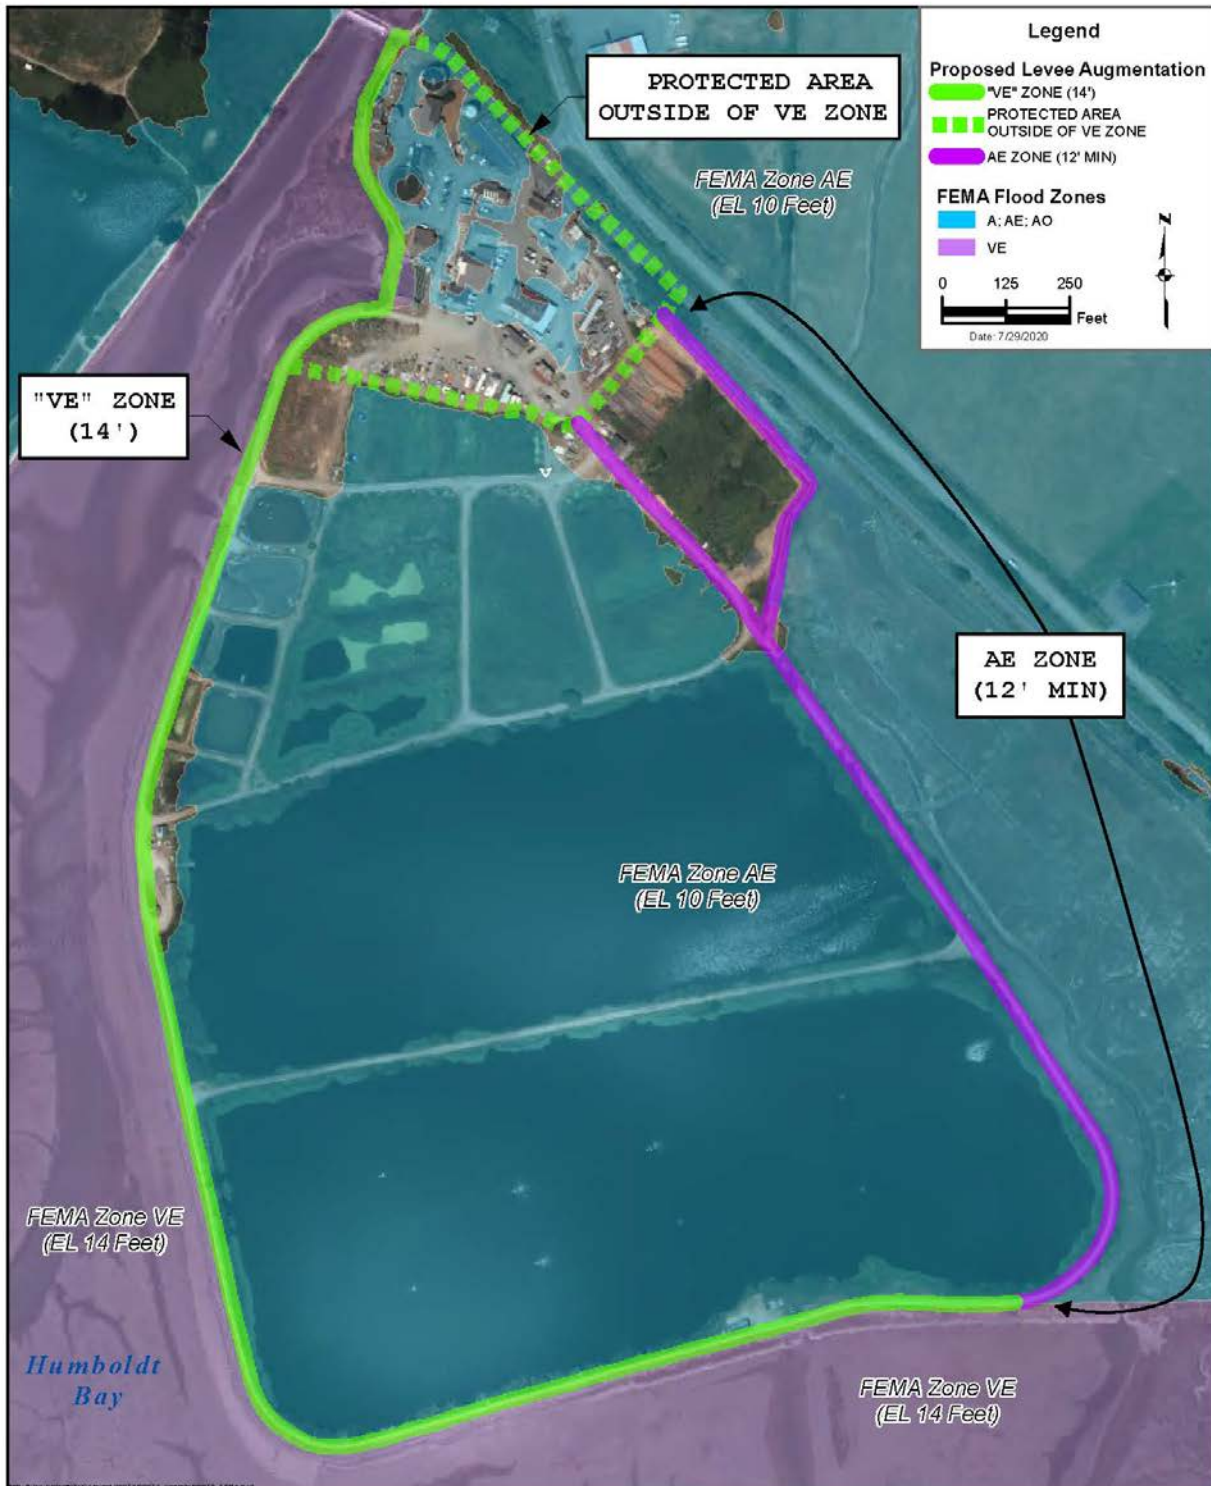 Legend
Proposed Levee Augmentation
"VE" ZONE (14')
PROTECTED AREA
OUTSIDE OF VE ZONE
AE ZONE (12' MIN)
FEMA Flood Zones
A; AE; AO
VE
N
0 125 250
Feet
Date: 7/29/2020
PROTECTED AREA
OUTSIDE OF VE ZONE
FEMA Zone AE
(EL 10 Feet)
"VE" ZONE
(14')
AE ZONE
(12' MIN)
FEMA Zone AE
(EL 10 Feet)
FEMA Zone VE
(EL 14 Feet)
Humboldt
Bay
FEMA Zone VE
(EL 14 Feet)